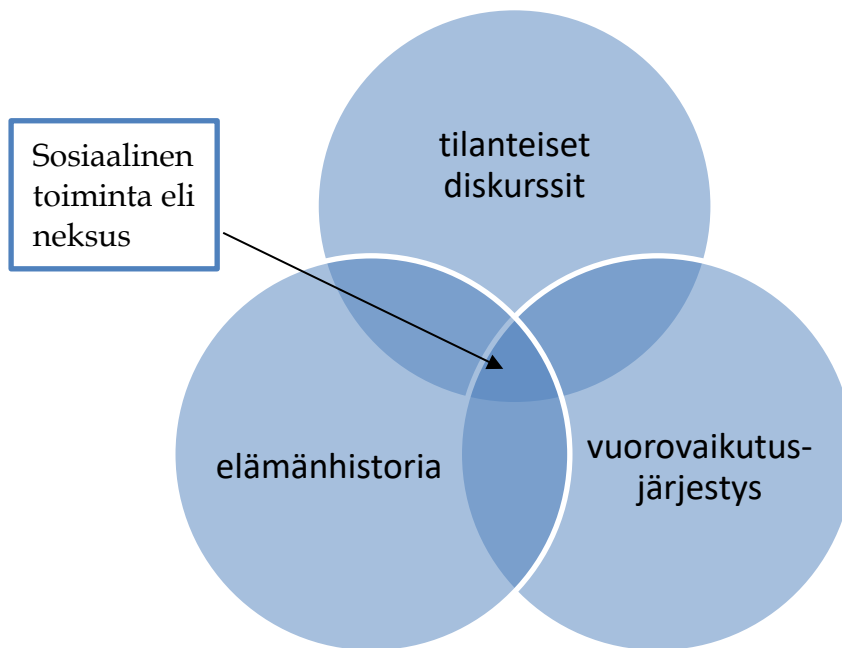 Sosiaalinen
toiminta eli
neksus
tilanteiset
diskurssit
elämänhistoria
vuorovaikutus-
järjestys